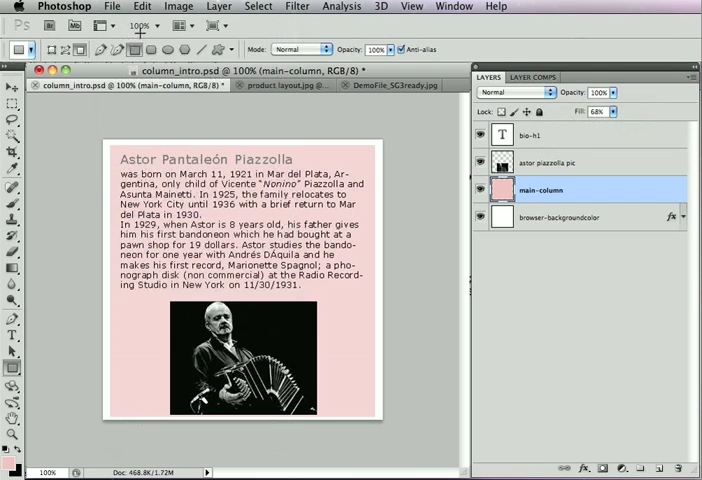 Photoshop File Edit Image Layer Select Filter Analysis 3D View Window Help
Ps Br Mb 100%
Mode: Normal Opacity: 100% Anti-alias
column_intro.psd @ 100% (main-column, RGB/8) *
column_intro.psd @ 100% (main-column, RGB/8) * product layout.jpg @... DemoFile_SG3ready.jpg
Astor Pantaleón Piazzolla
was born on March 11, 1921 in Mar del Plata, Ar-
gentina, only child of Vicente "Nonino" Piazzolla and
Asunta Mainetti. In 1925, the family relocates to
New York City until 1936 with a brief return to Mar
del Plata in 1930.
In 1929, when Astor is 8 years old, his father gives
him his first bandoneon which he had bought at a
pawn shop for 19 dollars. Astor studies the bando-
neon for one year with Andrés DÁquila and he
makes his first record, Marionette Spagnol; a pho-
nograph disk (non commercial) at the Radio Record-
ing Studio in New York on 11/30/1931.
100% Doc: 468.8K/1.72M
LAYERS LAYER COMPS
Normal Opacity: 100%
Lock: Fill: 68%
T bio-h1
astor piazzolla pic
main-column
browser-backgroundcolor fx
fx